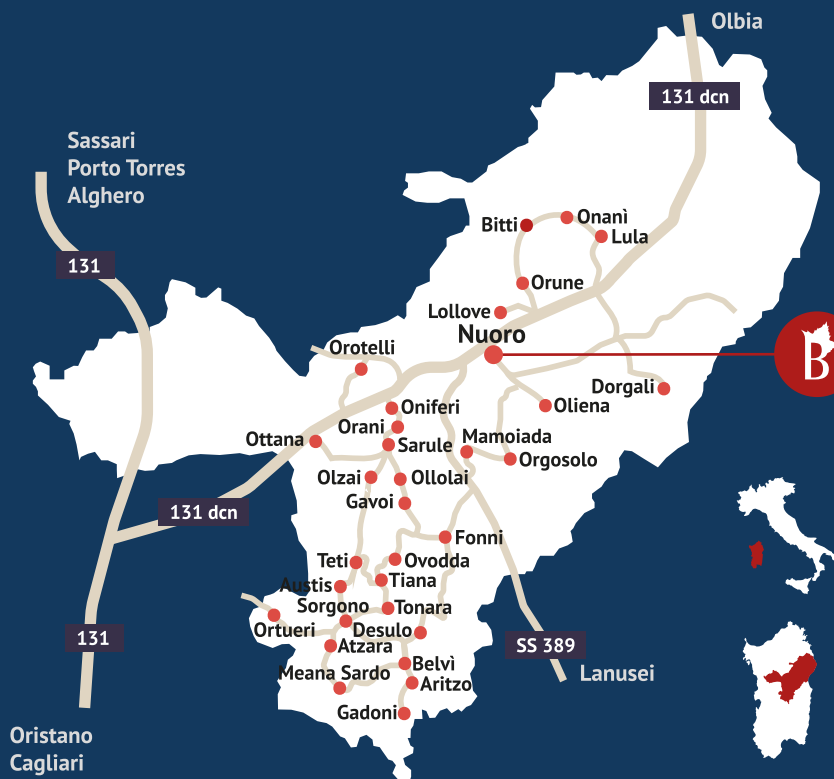 Olbia
131 dcn
Sassari
Porto Torres
Alghero
131
Bitti
Onanì
Lula
Orune
Lollove
Nuoro
B
Orotelli
Dorgali
Oniferi
Oliena
Orani
Ottana
Sarule
Mamoiada
Orgosolo
Olzai
Ollolai
Gavoi
131 dcn
Fonni
Teti
Ovodda
Tiana
Austis
Sorgono
Tonara
Ortueri
Desulo
131
Atzara
SS 389
Belvì
Meana Sardo
Lanusei
Aritzo
Gadoni
Oristano
Cagliari